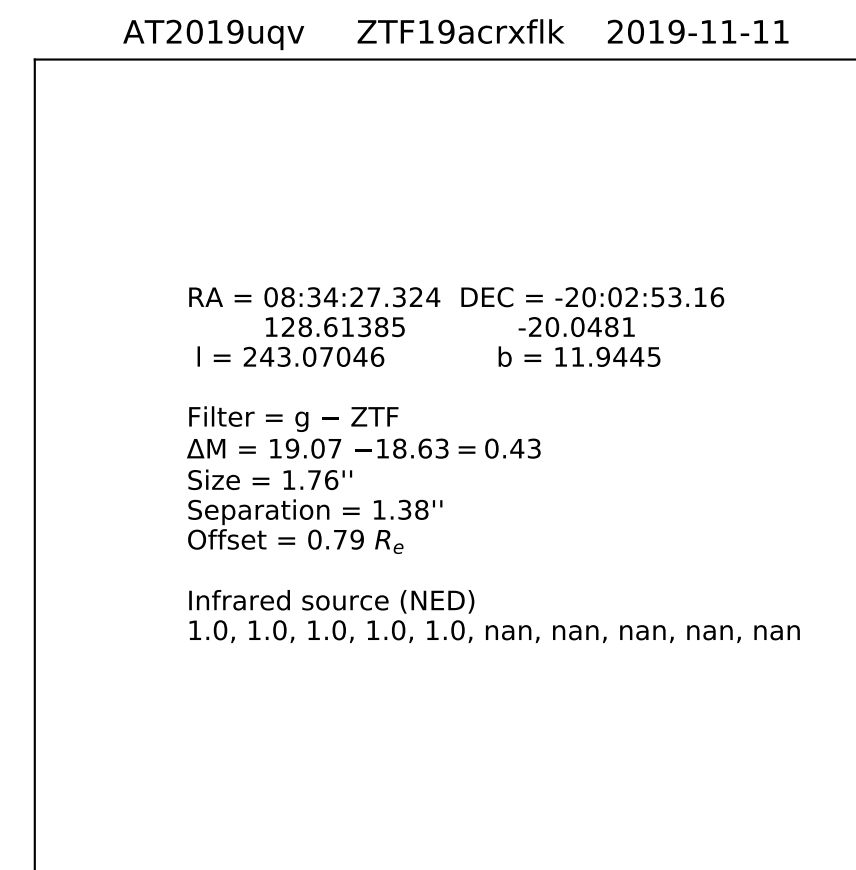 AT2019uqv ZTF19acrxflk 2019-11-11
RA = 08:34:27.324 DEC = -20:02:53.16
128.61385 -20.0481
l = 243.07046 b = 11.9445
Filter = g − ZTF
ΔM = 19.07 −18.63 = 0.43
Size = 1.76''
Separation = 1.38''
Offset = 0.79 Re
Infrared source (NED)
1.0, 1.0, 1.0, 1.0, 1.0, nan, nan, nan, nan, nan